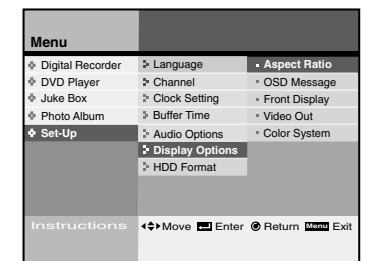 Menu
Digital Recorder
DVD Player
Juke Box
Photo Album
Set-Up
Language
Channel
Clock Setting
Buffer Time
Audio Options
Display Options
HDD Format
Aspect Ratio
OSD Message
Front Display
Video Out
Color System
Instructions
Move Enter Return Menu Exit